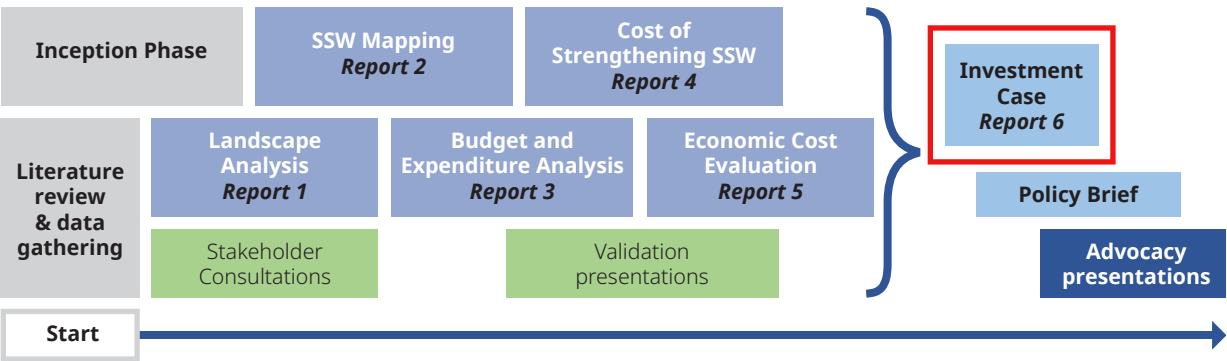 Inception Phase
SSW Mapping
Report 2
Cost of
Strengthening SSW
Report 4
Investment
Case
Report 6
Literature
review
& data
gathering
Landscape
Analysis
Report 1
Budget and
Expenditure Analysis
Report 3
Economic Cost
Evaluation
Report 5
Policy Brief
Stakeholder
Consultations
Validation
presentations
Advocacy
presentations
Start